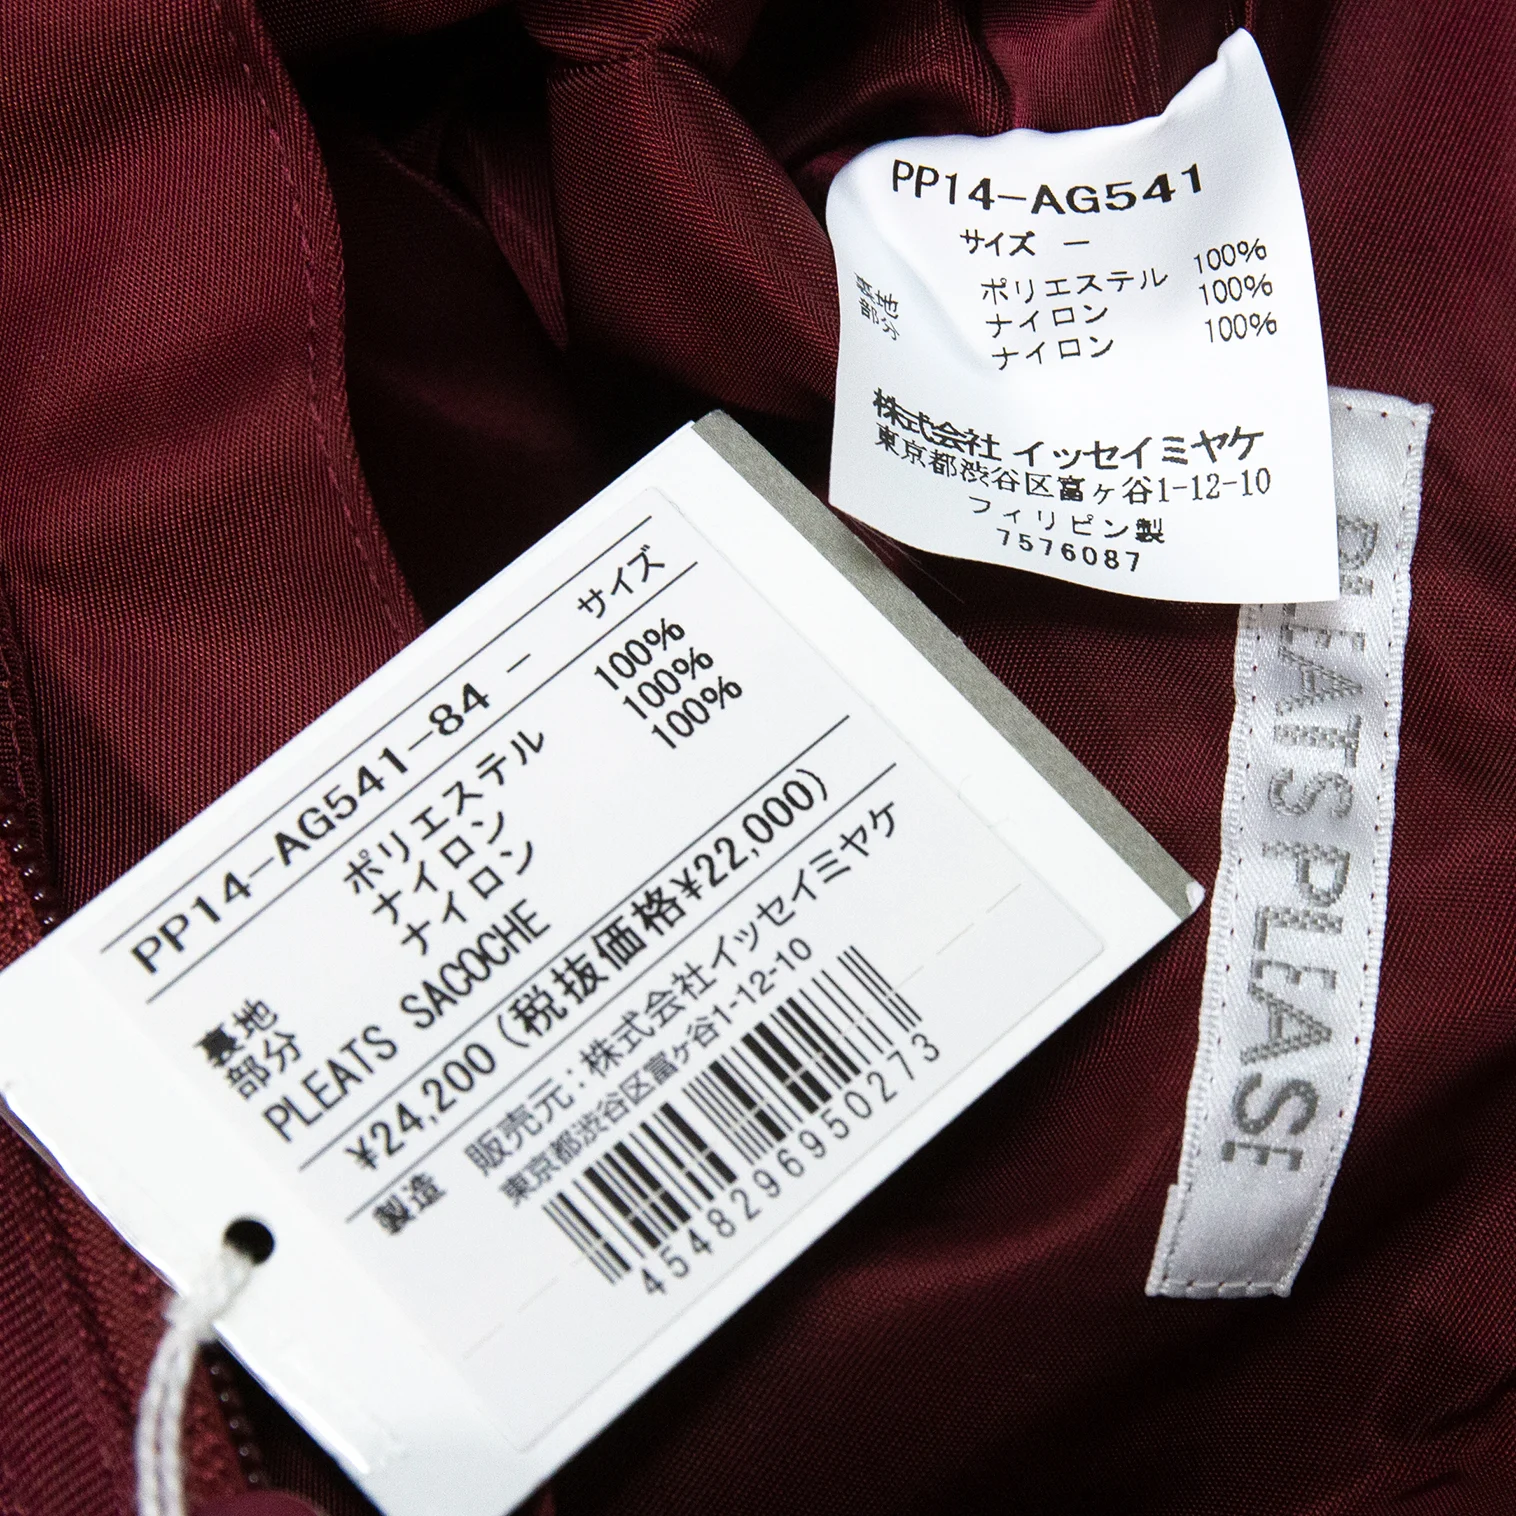 PP14-AG541
サイズ －
ポリエステル 100%
裏地 ナイロン 100%
部分 ナイロン 100%
株式会社 イッセイミヤケ
東京都渋谷区富ヶ谷1-12-10
フィリピン製
7576087
PLEATS PLEASE
PP14-AG541-84 － サイズ
ポリエステル 100%
裏地 ナイロン 100%
部分 ナイロン 100%
PLEATS SACOCHE
¥24,200 (税抜価格¥22,000)
製造 販売元：株式会社イッセイミヤケ
東京都渋谷区富ヶ谷1-12-10
4548296950273